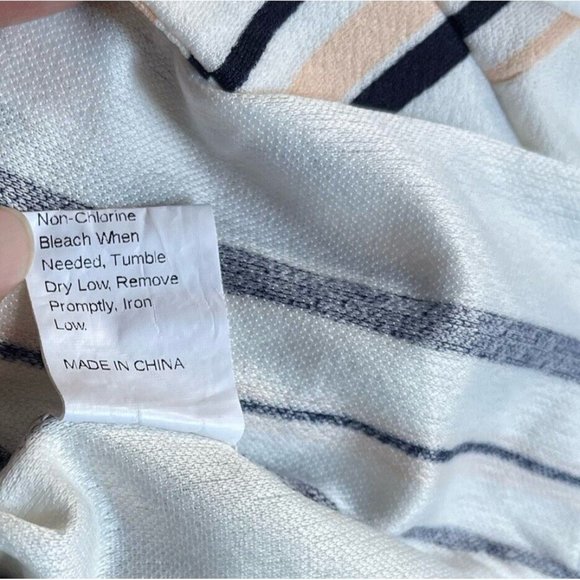 Non-Chlorine
Bleach When
Needed, Tumble
Dry Low, Remove
Promptly, Iron
Low.
MADE IN CHINA